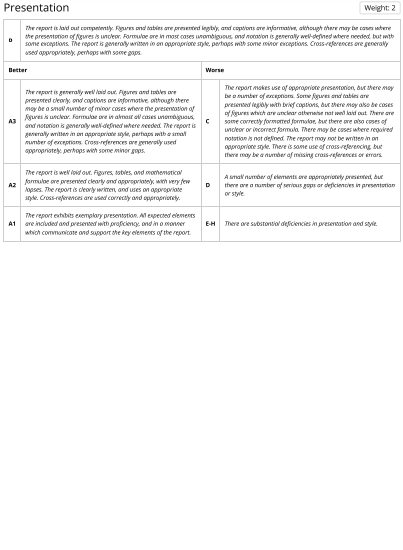 Presentation
Weight: 2
B
The report is laid out competently. Figures and tables are presented legibly, and captions are informative, although there may be cases where
the presentation of figures is unclear. Formulae are in most cases unambiguous, and notation is generally well-defined where needed, but with
some exceptions. The report is generally written in an appropriate style, perhaps with some minor exceptions. Cross-references are generally
used appropriately, perhaps with some gaps.
Better
Worse
A3
The report is generally well laid out. Figures and tables are
presented clearly, and captions are informative, although there
may be a small number of minor cases where the presentation of
figures is unclear. Formulae are in almost all cases unambiguous,
and notation is generally well-defined where needed. The report is
generally written in an appropriate style, perhaps with a small
number of exceptions. Cross-references are generally used
appropriately, perhaps with some minor gaps.
C
The report makes use of appropriate presentation, but there may
be a number of exceptions. Some figures and tables are
presented legibly with brief captions, but there may also be cases
of figures which are unclear or otherwise not well laid out. There are
some correctly formatted formulae, but there are also cases of
unclear or incorrect formula. There may be cases where required
notation is not defined. The report may not be written in an
appropriate style. There is some use of cross-referencing, but
there may be a number of missing cross-references or errors.
A2
The report is well laid out. Figures, tables, and mathematical
formulae are presented clearly and appropriately, with very few
lapses. The report is clearly written, and uses an appropriate
style. Cross-references are used correctly and appropriately.
D
A small number of elements are appropriately presented, but
there are a number of serious gaps or deficiencies in presentation
or style.
A1
The report exhibits exemplary presentation. All expected elements
are included and presented with proficiency, and in a manner
which communicate and support the key elements of the report.
E-H
There are substantial deficiencies in presentation and style.